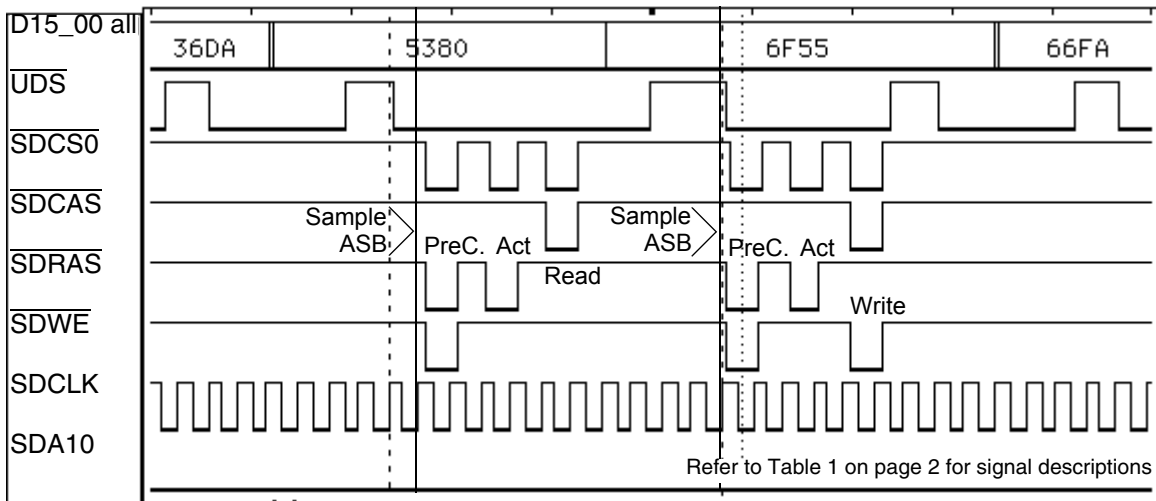 D15_00 all
36DA 5380 6F55 66FA
UDS
SDCS0
SDCAS
Sample
ASB
Sample
ASB
PreC. Act
PreC. Act
SDRAS
Read
Write
SDWE
SDCLK
SDA10
Refer to Table 1 on page 2 for signal descriptions